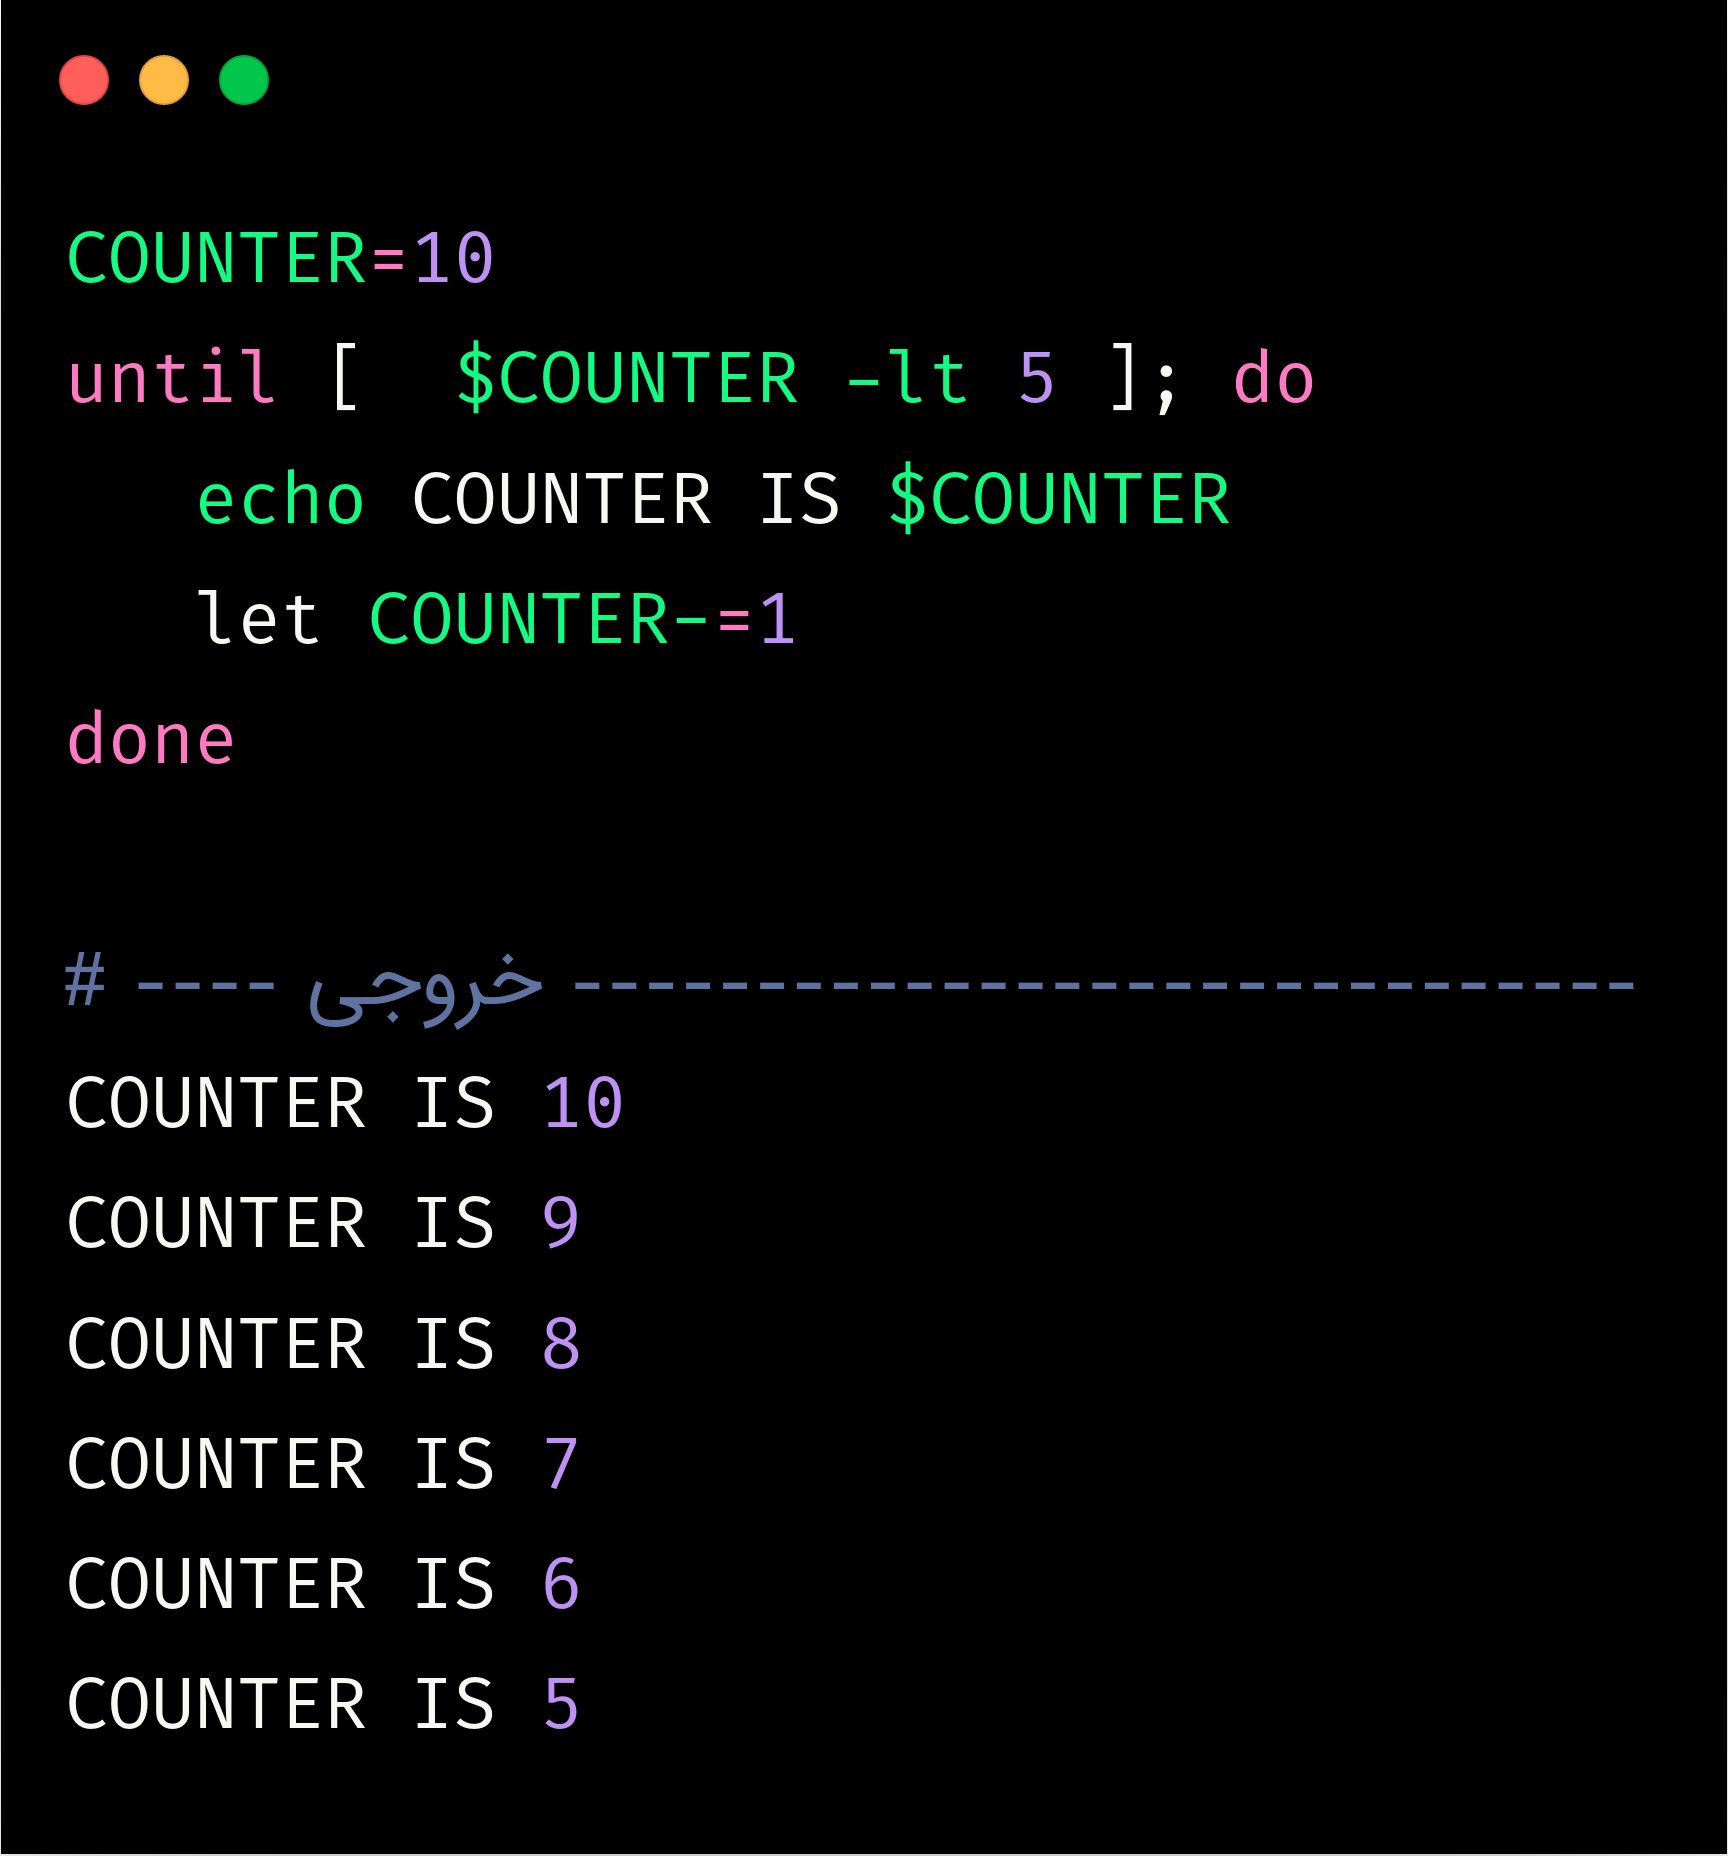 COUNTER=10
until [  $COUNTER -lt 5 ]; do
   echo COUNTER IS $COUNTER
   let COUNTER-=1
done
# ---- خروجی -----------------------------
COUNTER IS 10
COUNTER IS 9
COUNTER IS 8
COUNTER IS 7
COUNTER IS 6
COUNTER IS 5